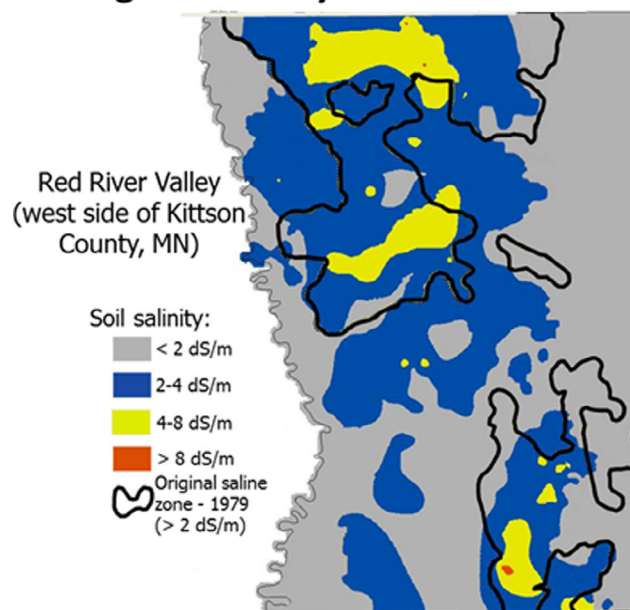 Red River Valley
(west side of Kittson
County, MN)
Soil salinity:
< 2 dS/m
2-4 dS/m
4-8 dS/m
> 8 dS/m
Original saline
zone - 1979
(> 2 dS/m)